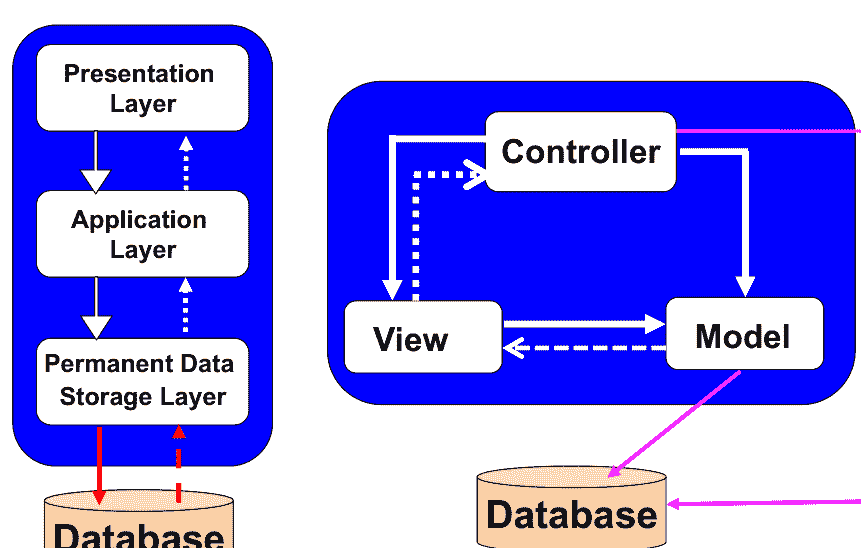 Presentation
Layer
Application
Layer
Permanent Data
Storage Layer
Database
Controller
View
Model
Database